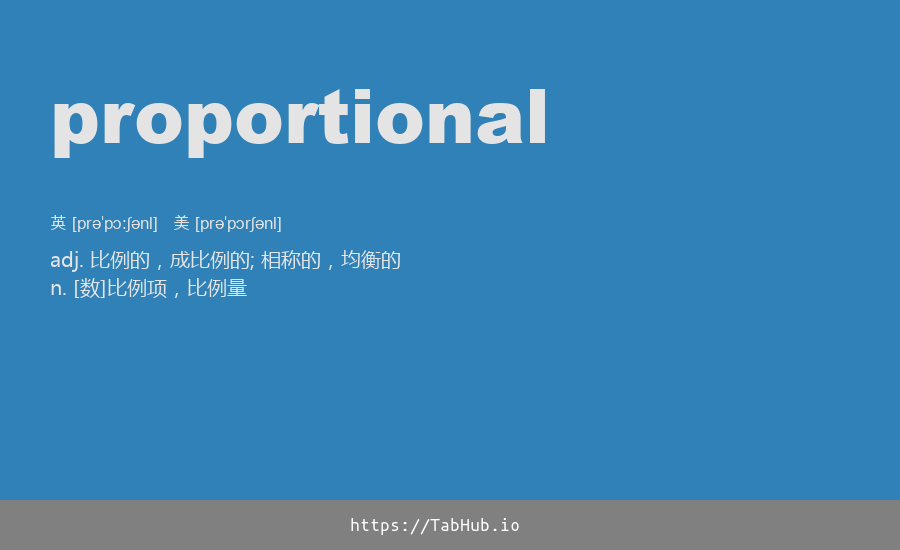 proportional
英 [prəˈpɔːʃənl] 美 [prəˈpɔrʃənl]
adj. 比例的，成比例的; 相称的，均衡的
n. [数]比例项，比例量
https://TabHub.io